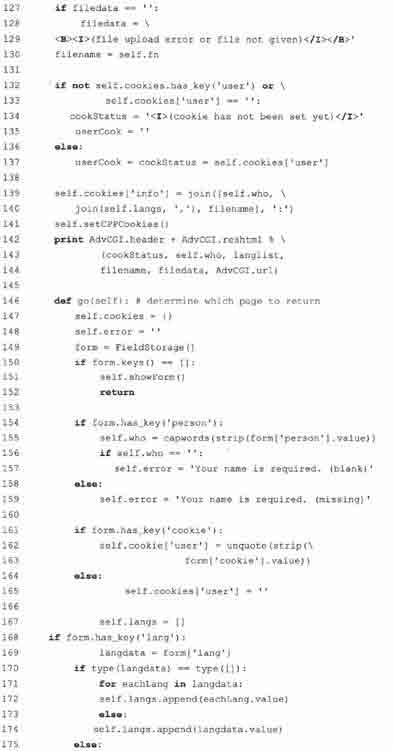 127 if filedata == '':
128 filedata = \
129 <B><I>(file upload error or file not given)</I></B>'
130 filename = self.fn
131
132 if not self.cookies.has_key('user') or \
133 self.cookies['user'] == '':
134 cookStatus = '<I>(cookie has not been set yet)</I>'
135 userCook = ''
136 else:
137 userCook = cookStatus = self.cookies['user']
138
139 self.cookies['info'] = join([self.who, \
140 join(self.langs, ','), filename], ':')
141 self.setCPPCookies()
142 print AdvCGI.header + AdvCGI.reshtml % \
143 (cookStatus, self.who, langlist,
144 filename, filedata, AdvCGI.url)
145
146 def go(self): # determine which page to return
147 self.cookies = {}
148 self.error = ''
149 form = FieldStorage()
150 if form.keys() == []:
151 self.showForm()
152 return
153
154 if form.has_key('person'):
155 self.who = capwords(strip(form['person'].value))
156 if self.who == '':
157 self.error = 'Your name is required. (blank)'
158 else:
159 self.error = 'Your name is required. (missing)'
160
161 if form.has_key('cookie'):
162 self.cookie['user'] = unquote(strip(\
163 form['cookie'].value))
164 else:
165 self.cookies['user'] = ''
166
167 self.langs = []
168 if form.has_key('lang'):
169 langdata = form['lang']
170 if type(langdata) == type([]):
171 for eachLang in langdata:
172 self.langs.append(eachLang.value)
173 else:
174 self.langs.append(langdata.value)
175 else: